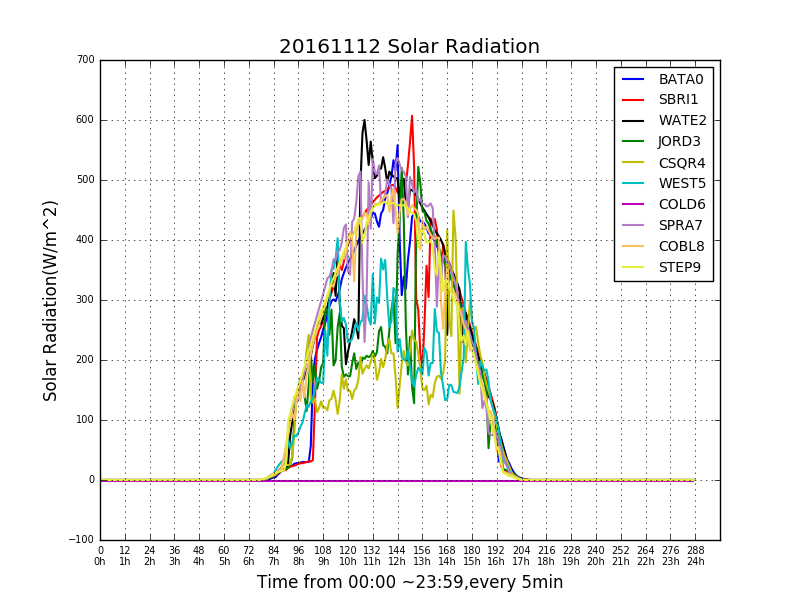 20161112 Solar Radiation
700
600
500
400
300
200
100
0
−100
Solar Radiation(W/m^2)
BATA0
SBRI1
WATE2
JORD3
CSQR4
WEST5
COLD6
SPRA7
COBL8
STEP9
0 12 24 36 48 60 72 84 96 108 120 132 144 156 168 180 192 204 216 228 240 252 264 276 288
0h 1h 2h 3h 4h 5h 6h 7h 8h 9h 10h 11h 12h 13h 14h 15h 16h 17h 18h 19h 20h 21h 22h 23h 24h
Time from 00:00 ~23:59,every 5min